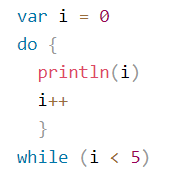 var i = 0
do {
  println(i)
  i++
  }
while (i < 5)